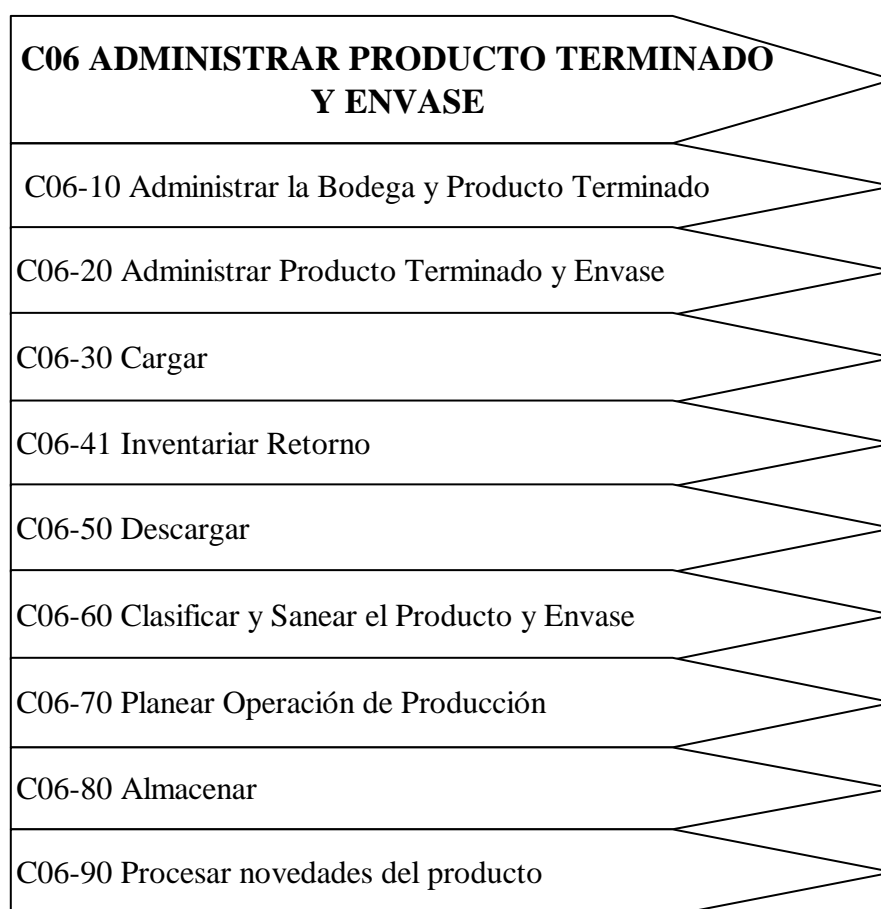 C06 ADMINISTRAR PRODUCTO TERMINADO
Y ENVASE
C06-10 Administrar la Bodega y Producto Terminado
C06-20 Administrar Producto Terminado y Envase
C06-30 Cargar
C06-41 Inventariar Retorno
C06-50 Descargar
C06-60 Clasificar y Sanear el Producto y Envase
C06-70 Planear Operación de Producción
C06-80 Almacenar
C06-90 Procesar novedades del producto